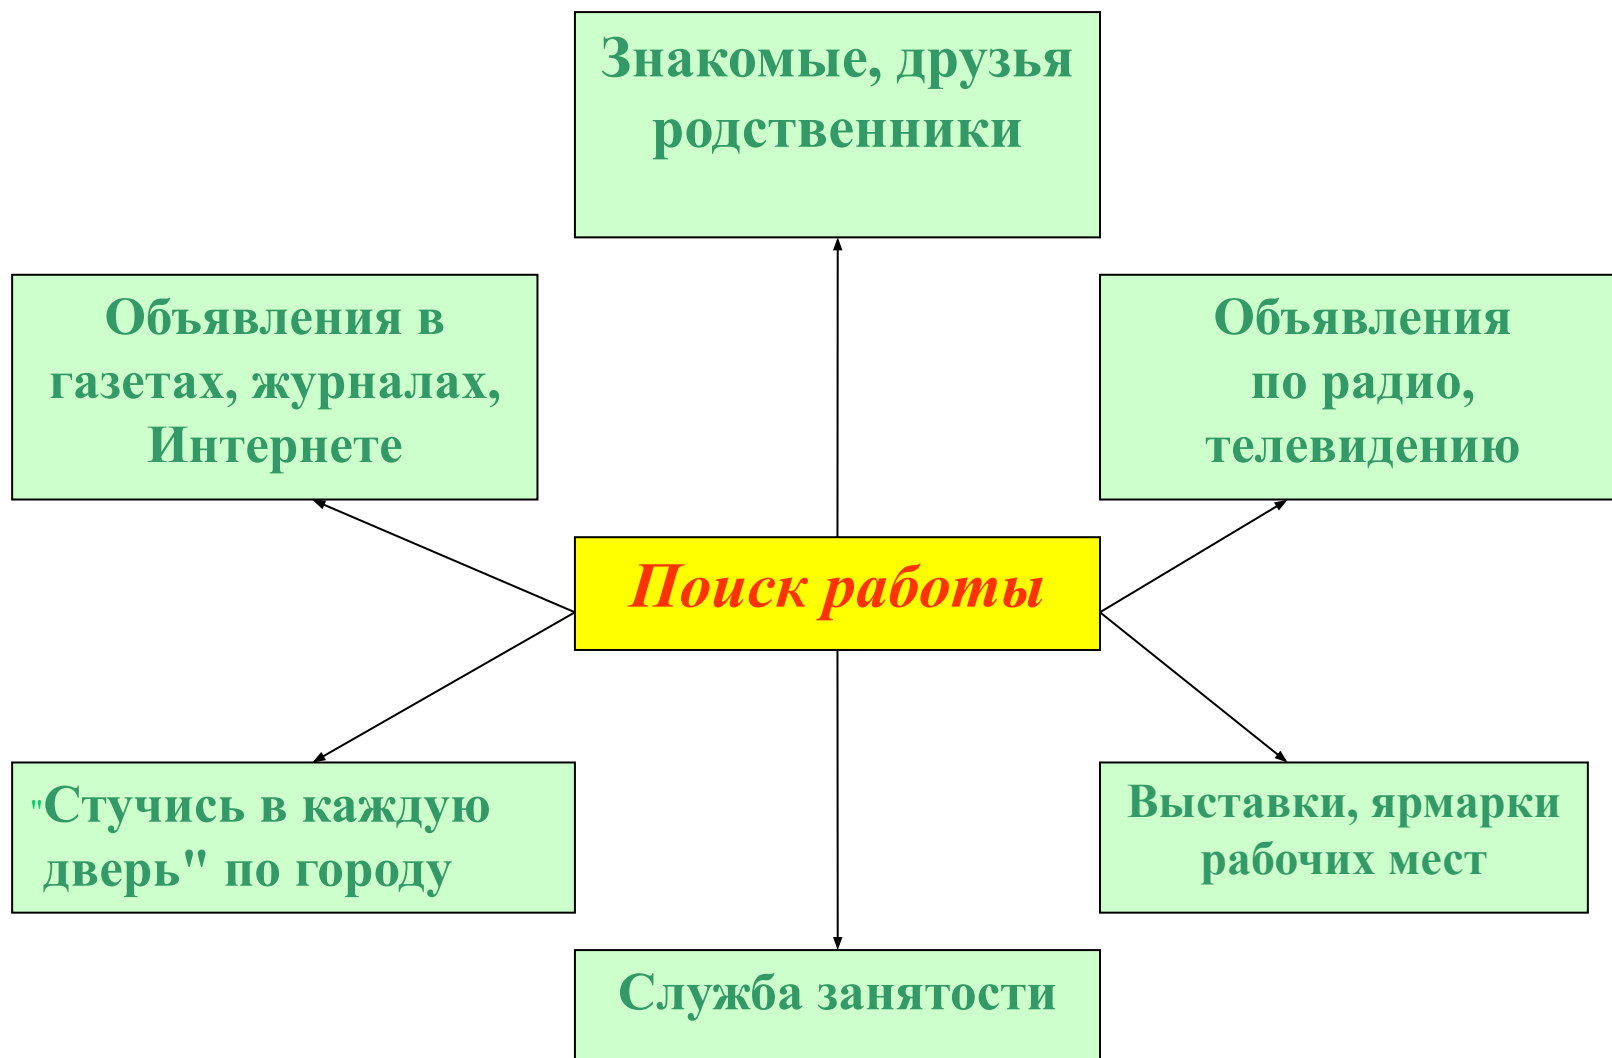 Знакомые, друзья
родственники
Объявления в
газетах, журналах,
Интернете
Объявления
по радио,
телевидению
Поиск работы
"Стучись в каждую
дверь" по городу
Выставки, ярмарки
рабочих мест
Служба занятости